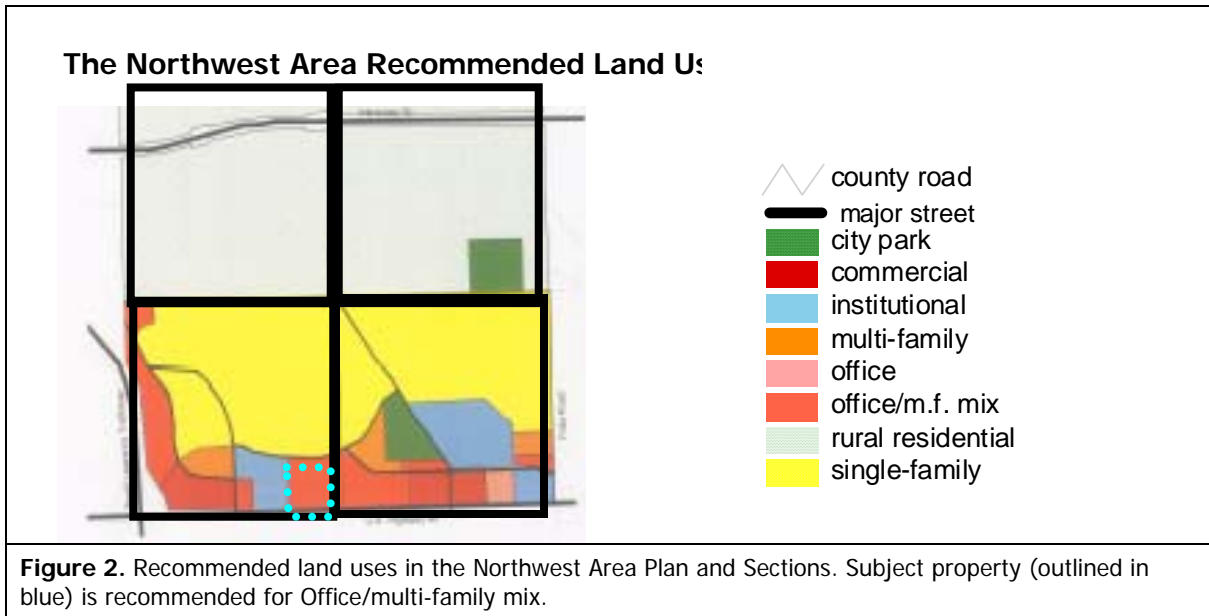 The Northwest Area Recommended Land Us
county road
major street
city park
commercial
institutional
multi-family
office
office/m.f. mix
rural residential
single-family
Figure 2. Recommended land uses in the Northwest Area Plan and Sections. Subject property (outlined in
blue) is recommended for Office/multi-family mix.